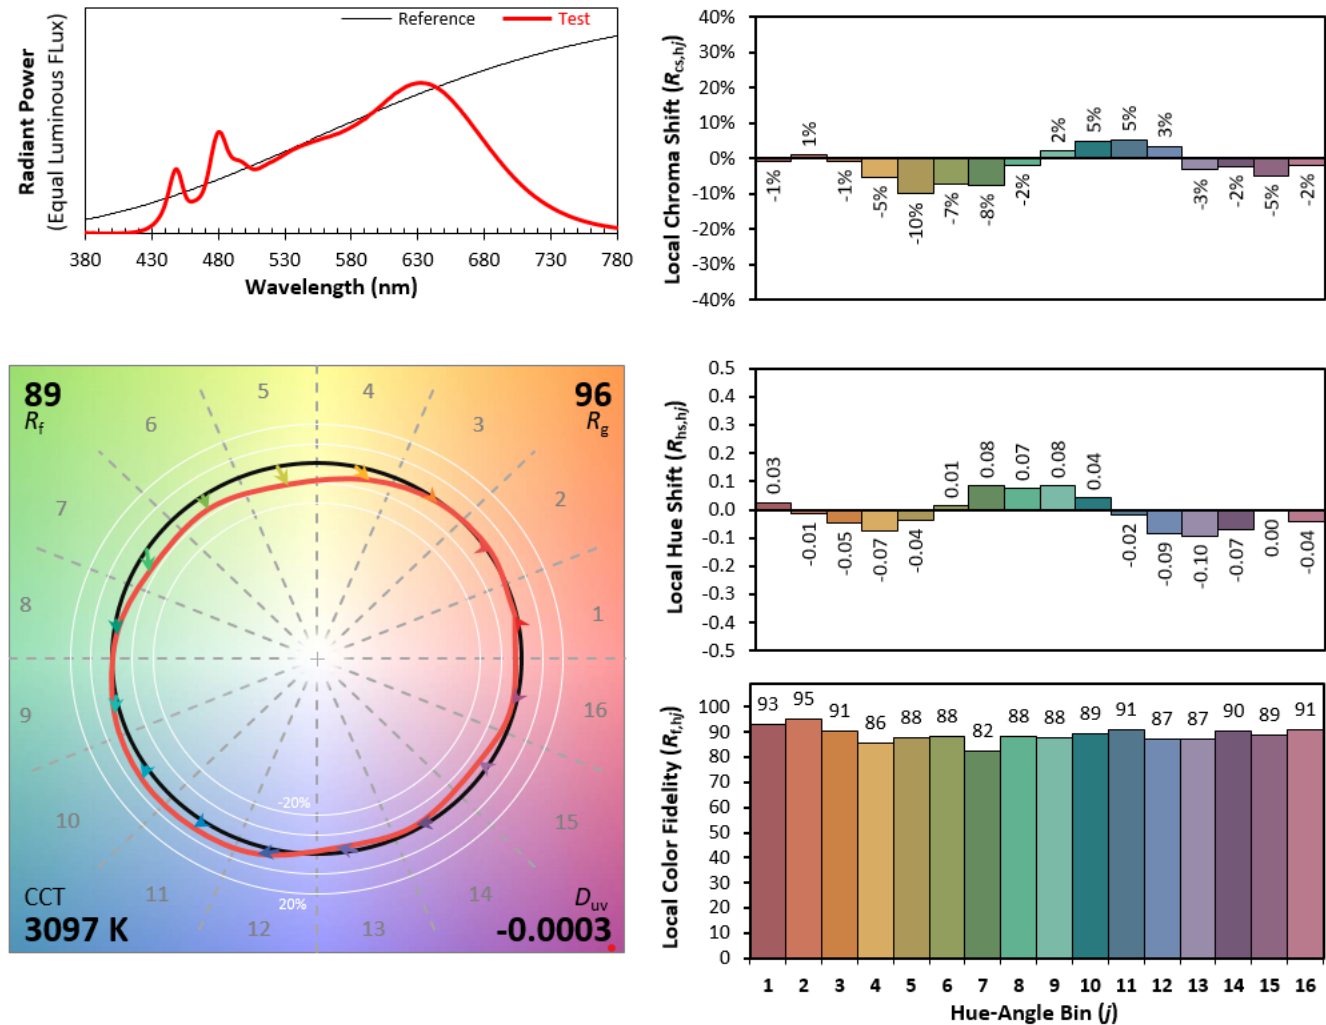 Reference
Test
Radiant Power
(Equal Luminous FLux)
380 430 480 530 580 630 680 730 780
Wavelength (nm)
Local Chroma Shift (Rcs,hj)
40%
30%
20%
10%
0%
-10%
-20%
-30%
-40%
-1% 1% -1% -5% -10% -7% -8% -2% 2% 5% 5% 3% -3% -2% -5% -2%
89
Rf
96
Rg
5 4
6 3
7 2
8 1
9 16
10 15
11 14
12 13
-20%
20%
CCT
3097 K
Duv
-0.0003
Local Hue Shift (Rhs,hj)
0.5
0.4
0.3
0.2
0.1
0.0
-0.1
-0.2
-0.3
-0.4
-0.5
0.03 -0.01 -0.05 -0.07 -0.04 0.01 0.08 0.07 0.08 0.04 -0.02 -0.09 -0.10 -0.07 0.00 -0.04
Local Color Fidelity (Rf,hj)
100
90
80
70
60
50
40
30
20
10
0
93 95 91 86 88 88 82 88 88 89 91 87 87 90 89 91
1 2 3 4 5 6 7 8 9 10 11 12 13 14 15 16
Hue-Angle Bin (j)